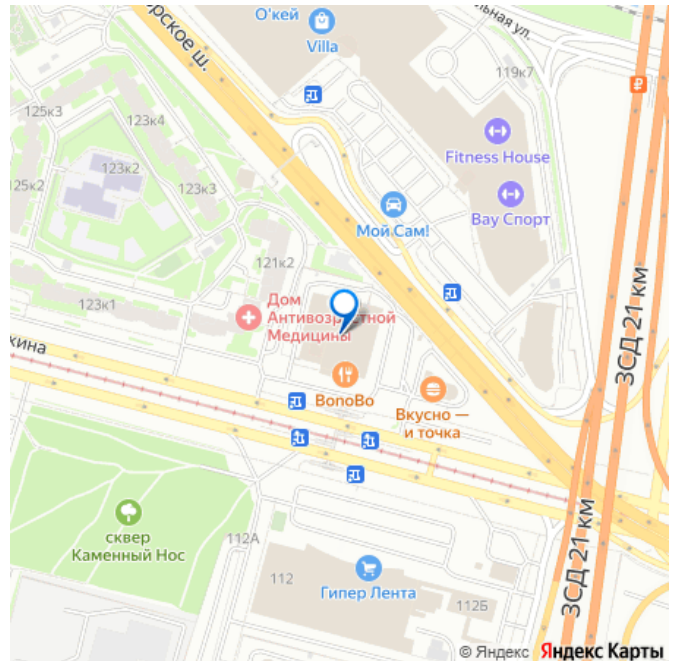 О'кей
Villa
орское ш.
льная ул.
119к7
125к3
123к4
Fitness House
123к2
125к2
123к3
Вау Спорт
Мой Сам!
121к2
123к1
Дом
Антивозрастной
Медицины
ЗСД 21 км
кина
BonoBo
Вкусно —
и точка
сквер
Каменный Нос
112А
112
Гипер Лента
112Б
ЗСД 21 км
© Яндекс Яндекс Карты